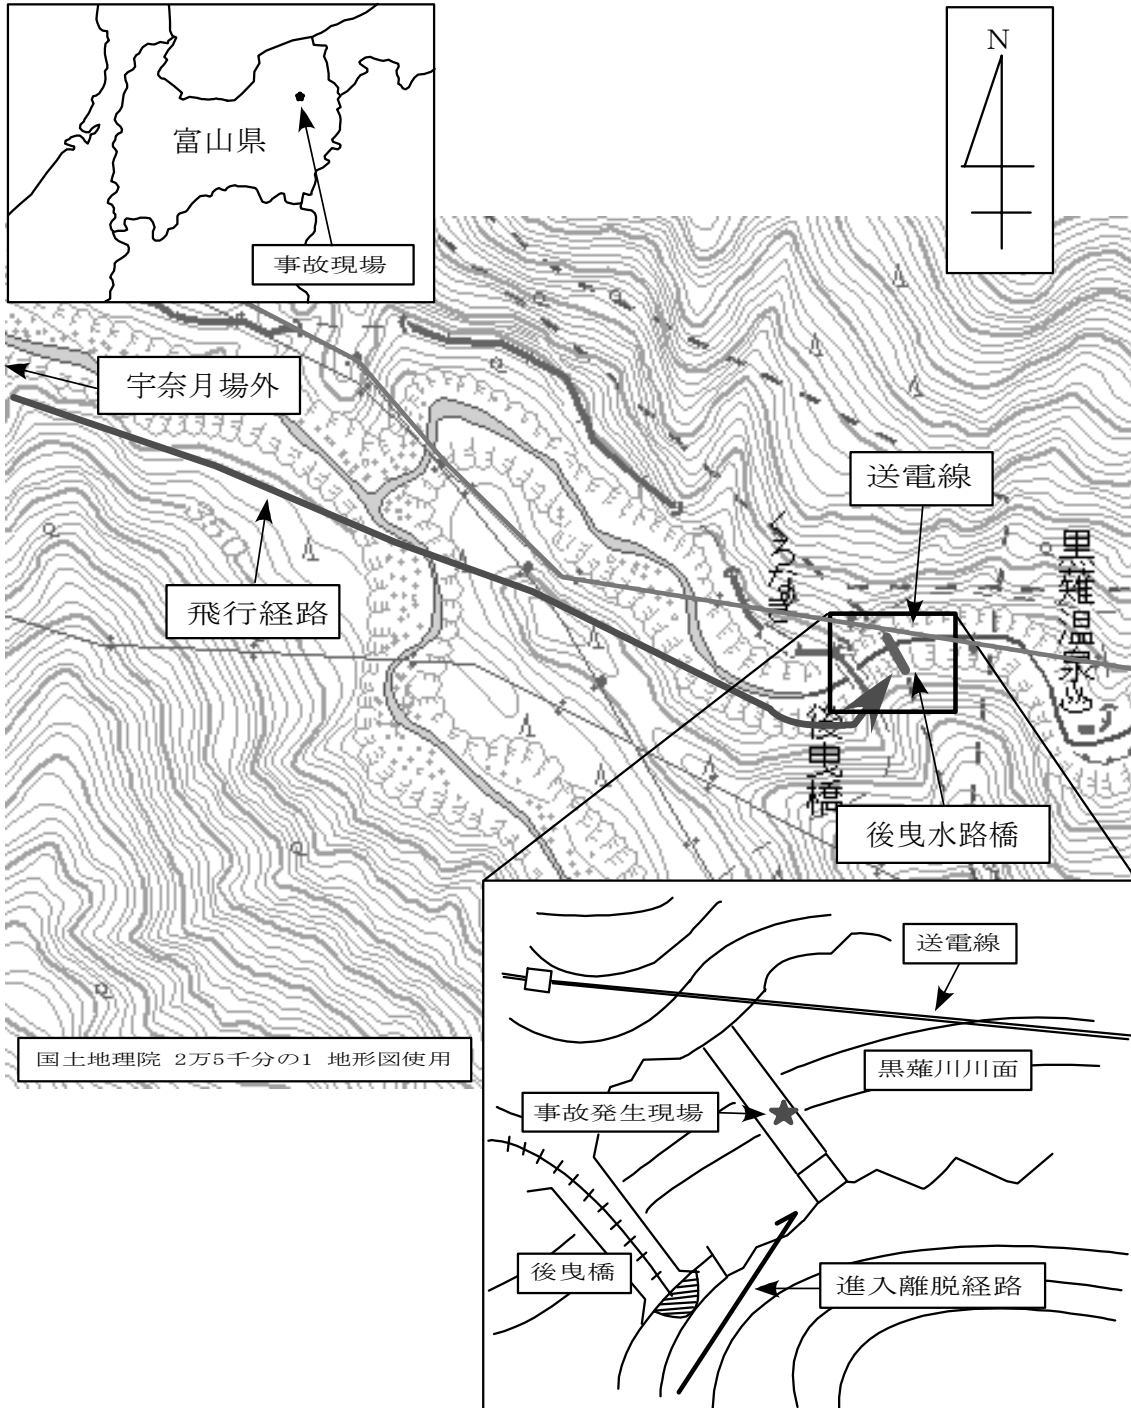 富山県
事故現場
N
宇奈月場外
送電線
飛行経路
黒薙温泉
後曳橋
後曳水路橋
国土地理院 2万5千分の1 地形図使用
送電線
黒薙川川面
事故発生現場
後曳橋
進入離脱経路